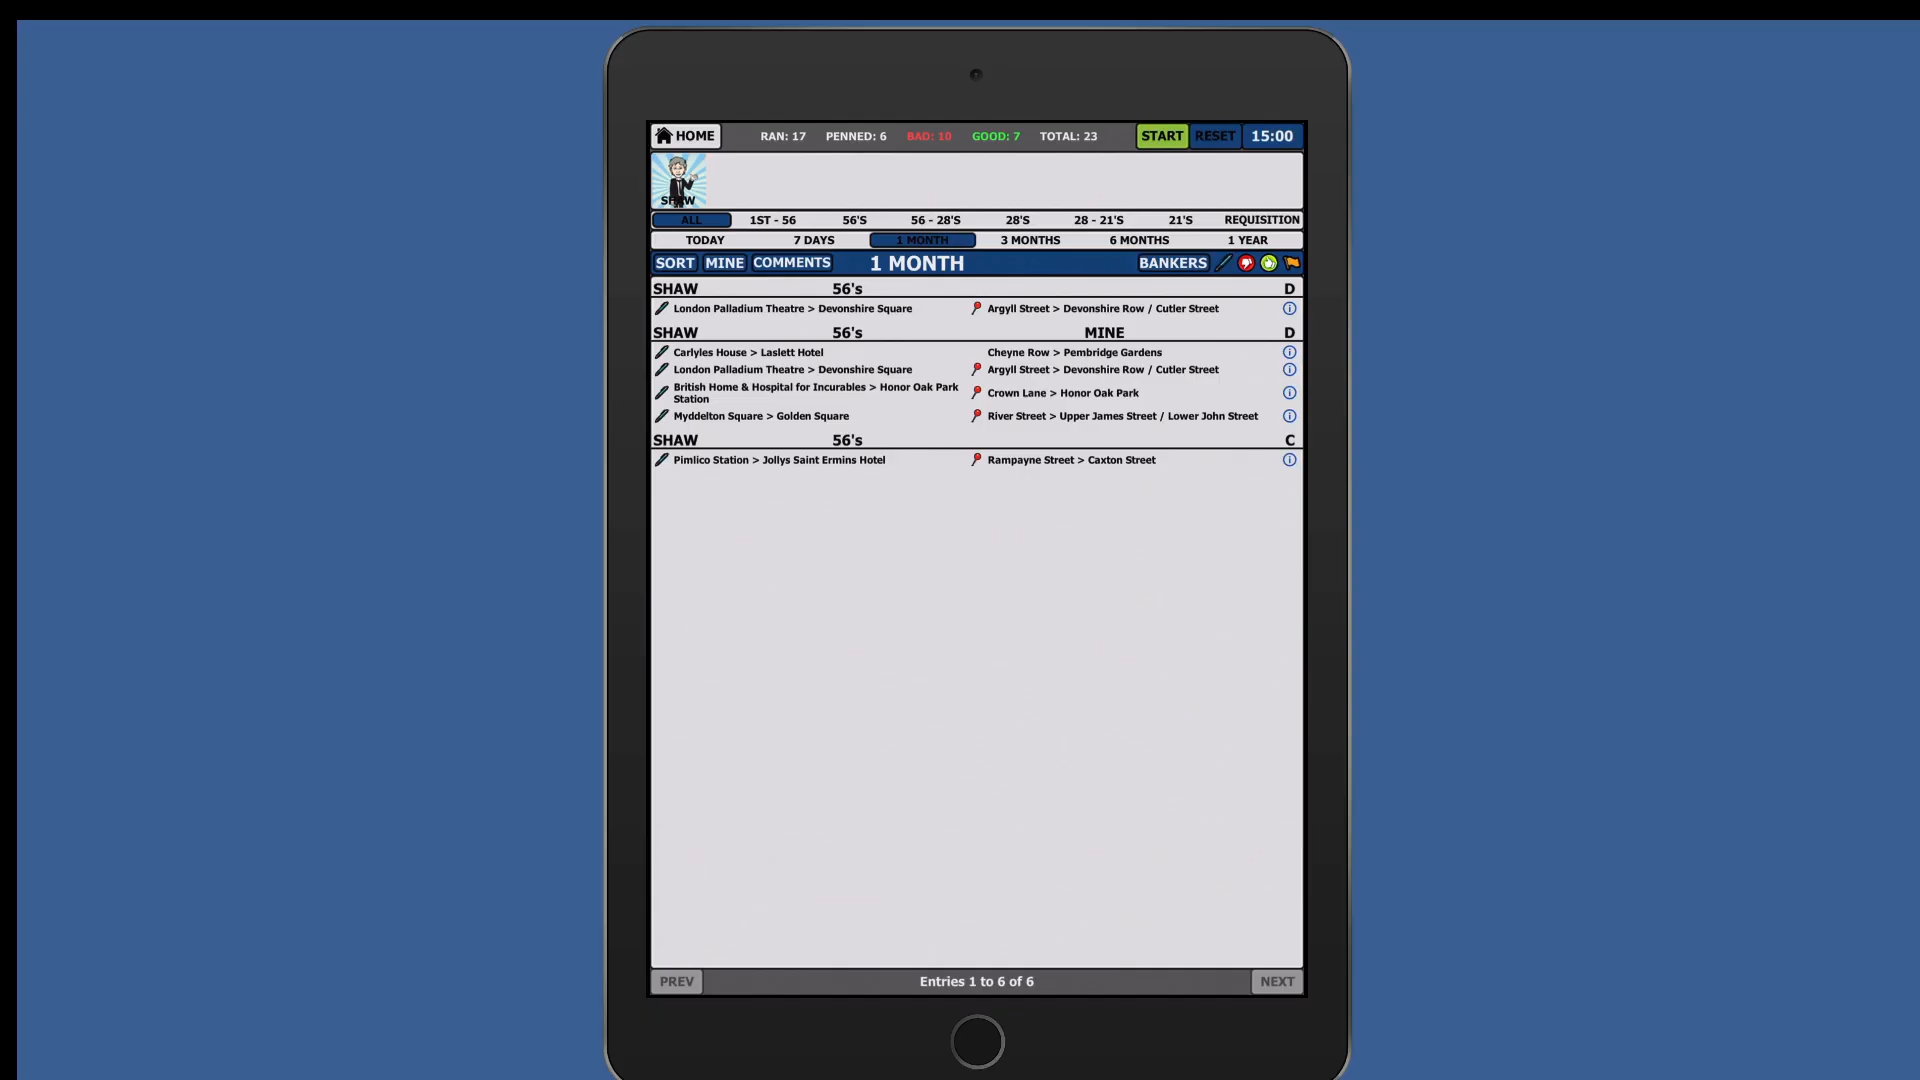 HOME RAN: 17 PENNED: 6 BAD: 10 GOOD: 7 TOTAL: 23 START RESET 15:00
SHAW
ALL 1ST - 56 56'S 56 - 28'S 28'S 28 - 21'S 21'S REQUISITION
TODAY 7 DAYS 1 MONTH 3 MONTHS 6 MONTHS 1 YEAR
SORT MINE COMMENTS 1 MONTH BANKERS
SHAW 56's D
London Palladium Theatre > Devonshire Square Argyll Street > Devonshire Row / Cutler Street
SHAW 56's MINE D
Carlyles House > Laslett Hotel Cheyne Row > Pembridge Gardens
London Palladium Theatre > Devonshire Square Argyll Street > Devonshire Row / Cutler Street
British Home & Hospital for Incurables > Honor Oak Park
Station Crown Lane > Honor Oak Park
Myddelton Square > Golden Square River Street > Upper James Street / Lower John Street
SHAW 56's C
Pimlico Station > Jollys Saint Ermins Hotel Rampayne Street > Caxton Street
PREV Entries 1 to 6 of 6 NEXT